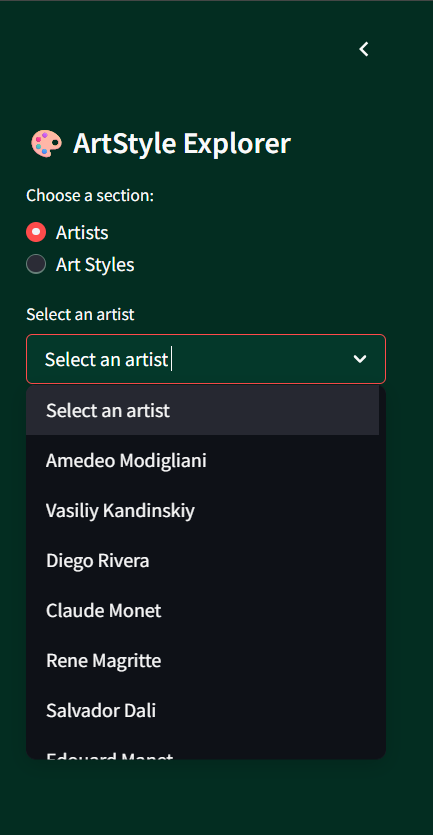 ArtStyle Explorer
Choose a section:
Artists
Art Styles
Select an artist
Select an artist
Select an artist
Amedeo Modigliani
Vasiliy Kandinskiy
Diego Rivera
Claude Monet
Rene Magritte
Salvador Dali
Edouard Manet